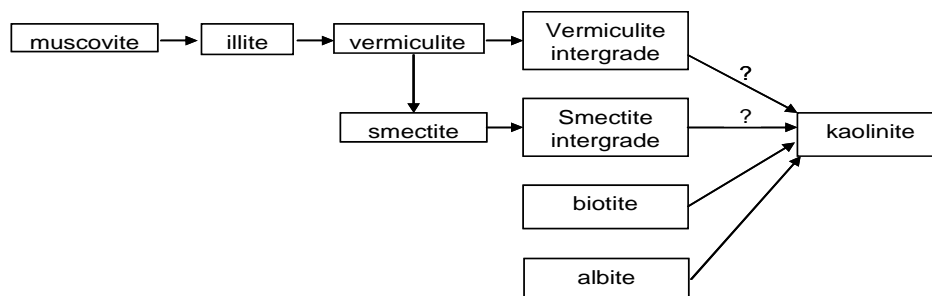 muscovite
illite
vermiculite
Vermiculite
intergrade
?
smectite
Smectite
intergrade
?
kaolinite
biotite
albite